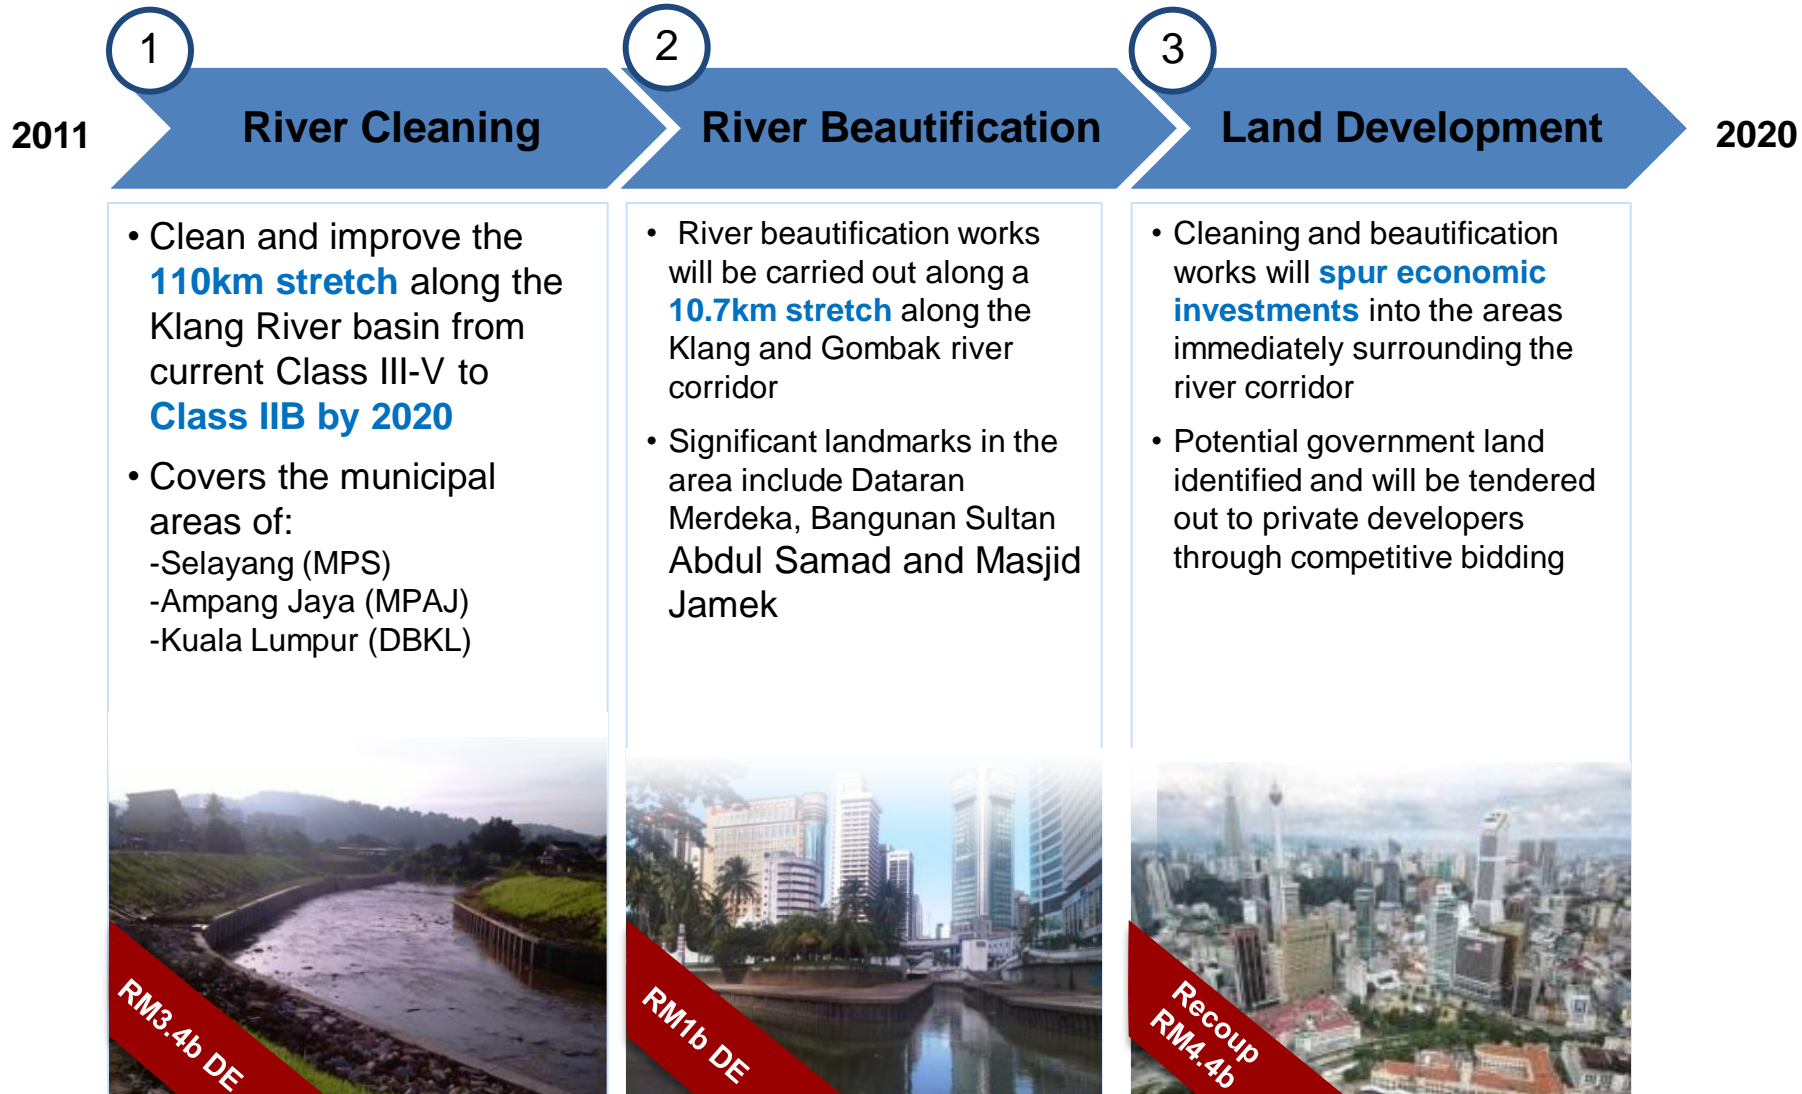 1
2
3
2011
River Cleaning
River Beautification
Land Development
2020
• Clean and improve the
110km stretch along the
Klang River basin from
current Class III-V to
Class IIB by 2020
• Covers the municipal
areas of:
-Selayang (MPS)
-Ampang Jaya (MPAJ)
-Kuala Lumpur (DBKL)
RM3.4b DE
• River beautification works
will be carried out along a
10.7km stretch along the
Klang and Gombak river
corridor
• Significant landmarks in the
area include Dataran
Merdeka, Bangunan Sultan
Abdul Samad and Masjid
Jamek
RM1b DE
• Cleaning and beautification
works will spur economic
investments into the areas
immediately surrounding the
river corridor
• Potential government land
identified and will be tendered
out to private developers
through competitive bidding
Recoup
RM4.4b